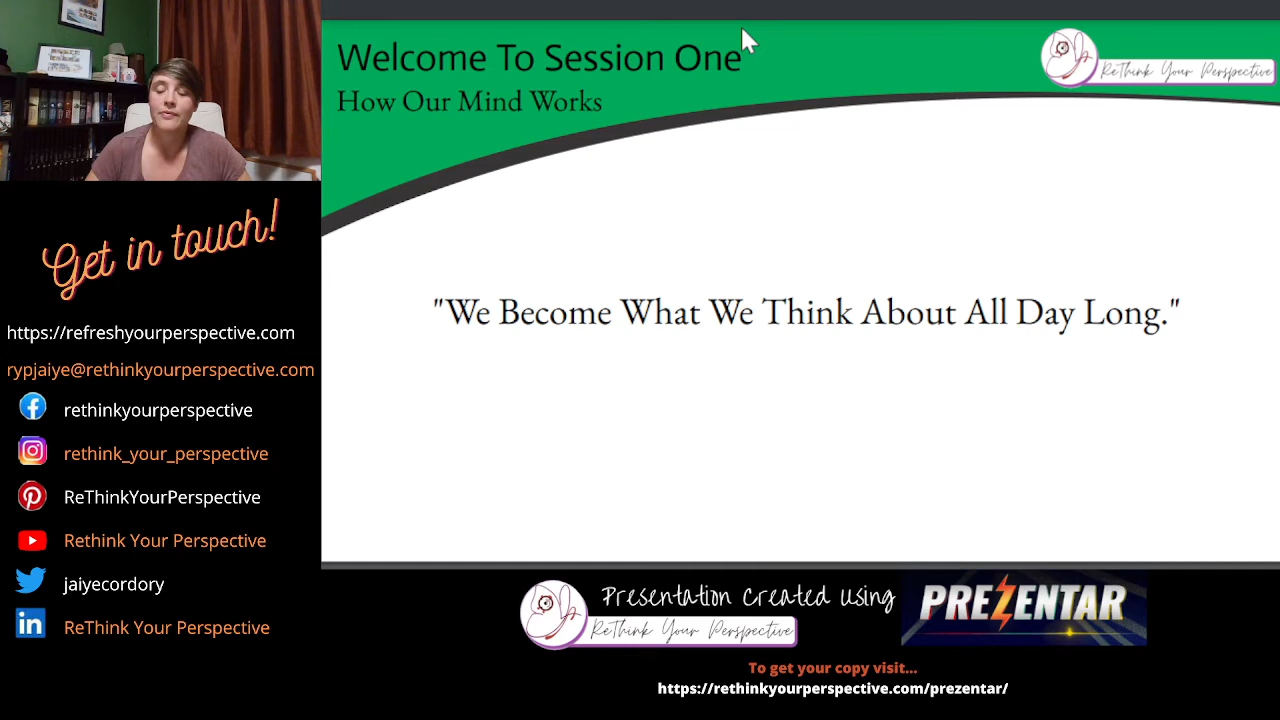 Welcome To Session One
How Our Mind Works
ReThink Your Perspective
"We Become What We Think About All Day Long."
Get in touch!
https://refreshyourperspective.com
rypjaiye@rethinkyourperspective.com
rethinkyourperspective
rethink_your_perspective
ReThinkYourPerspective
Rethink Your Perspective
jaiyecordory
ReThink Your Perspective
Presentation Created Using
ReThink Your Perspective
PREZENTAR
To get your copy visit...
https://rethinkyourperspective.com/prezentar/